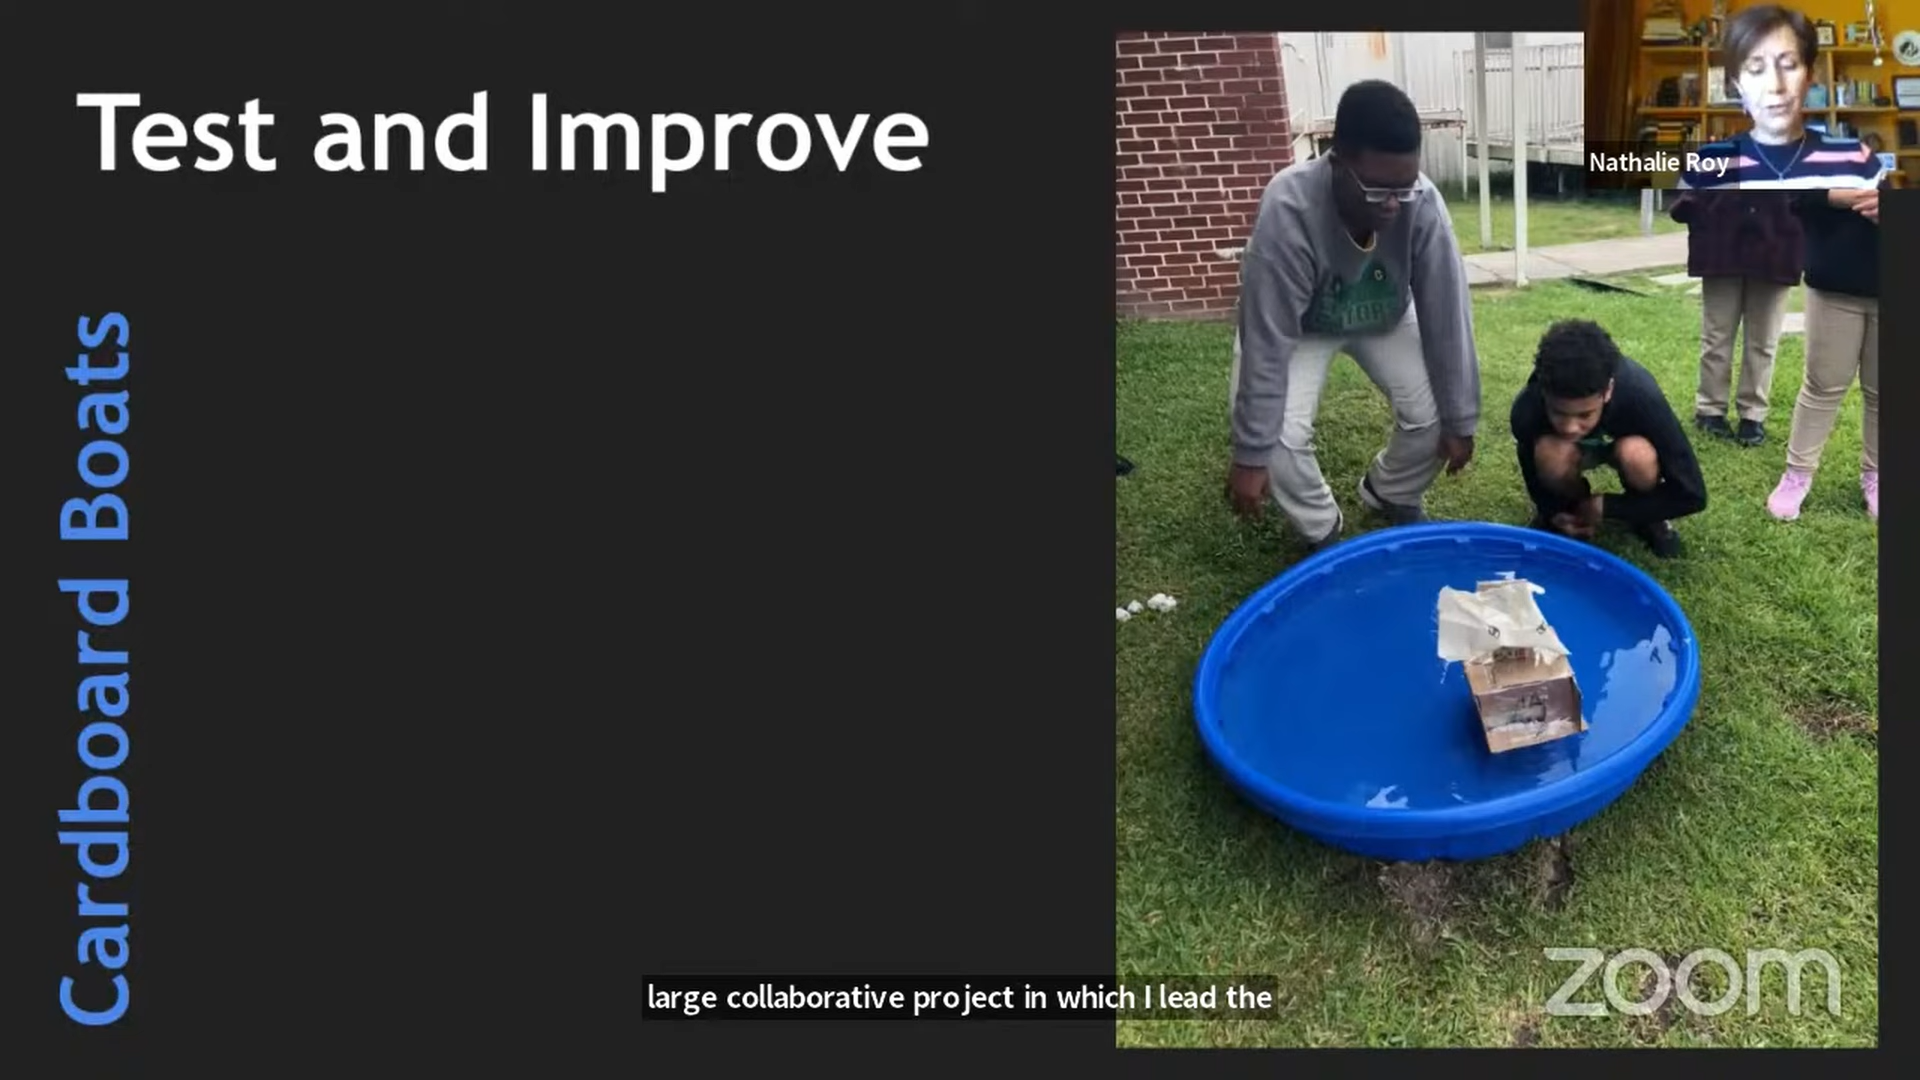 Test and Improve
Nathalie Roy
Cardboard Boats
large collaborative project in which I lead the
zoom